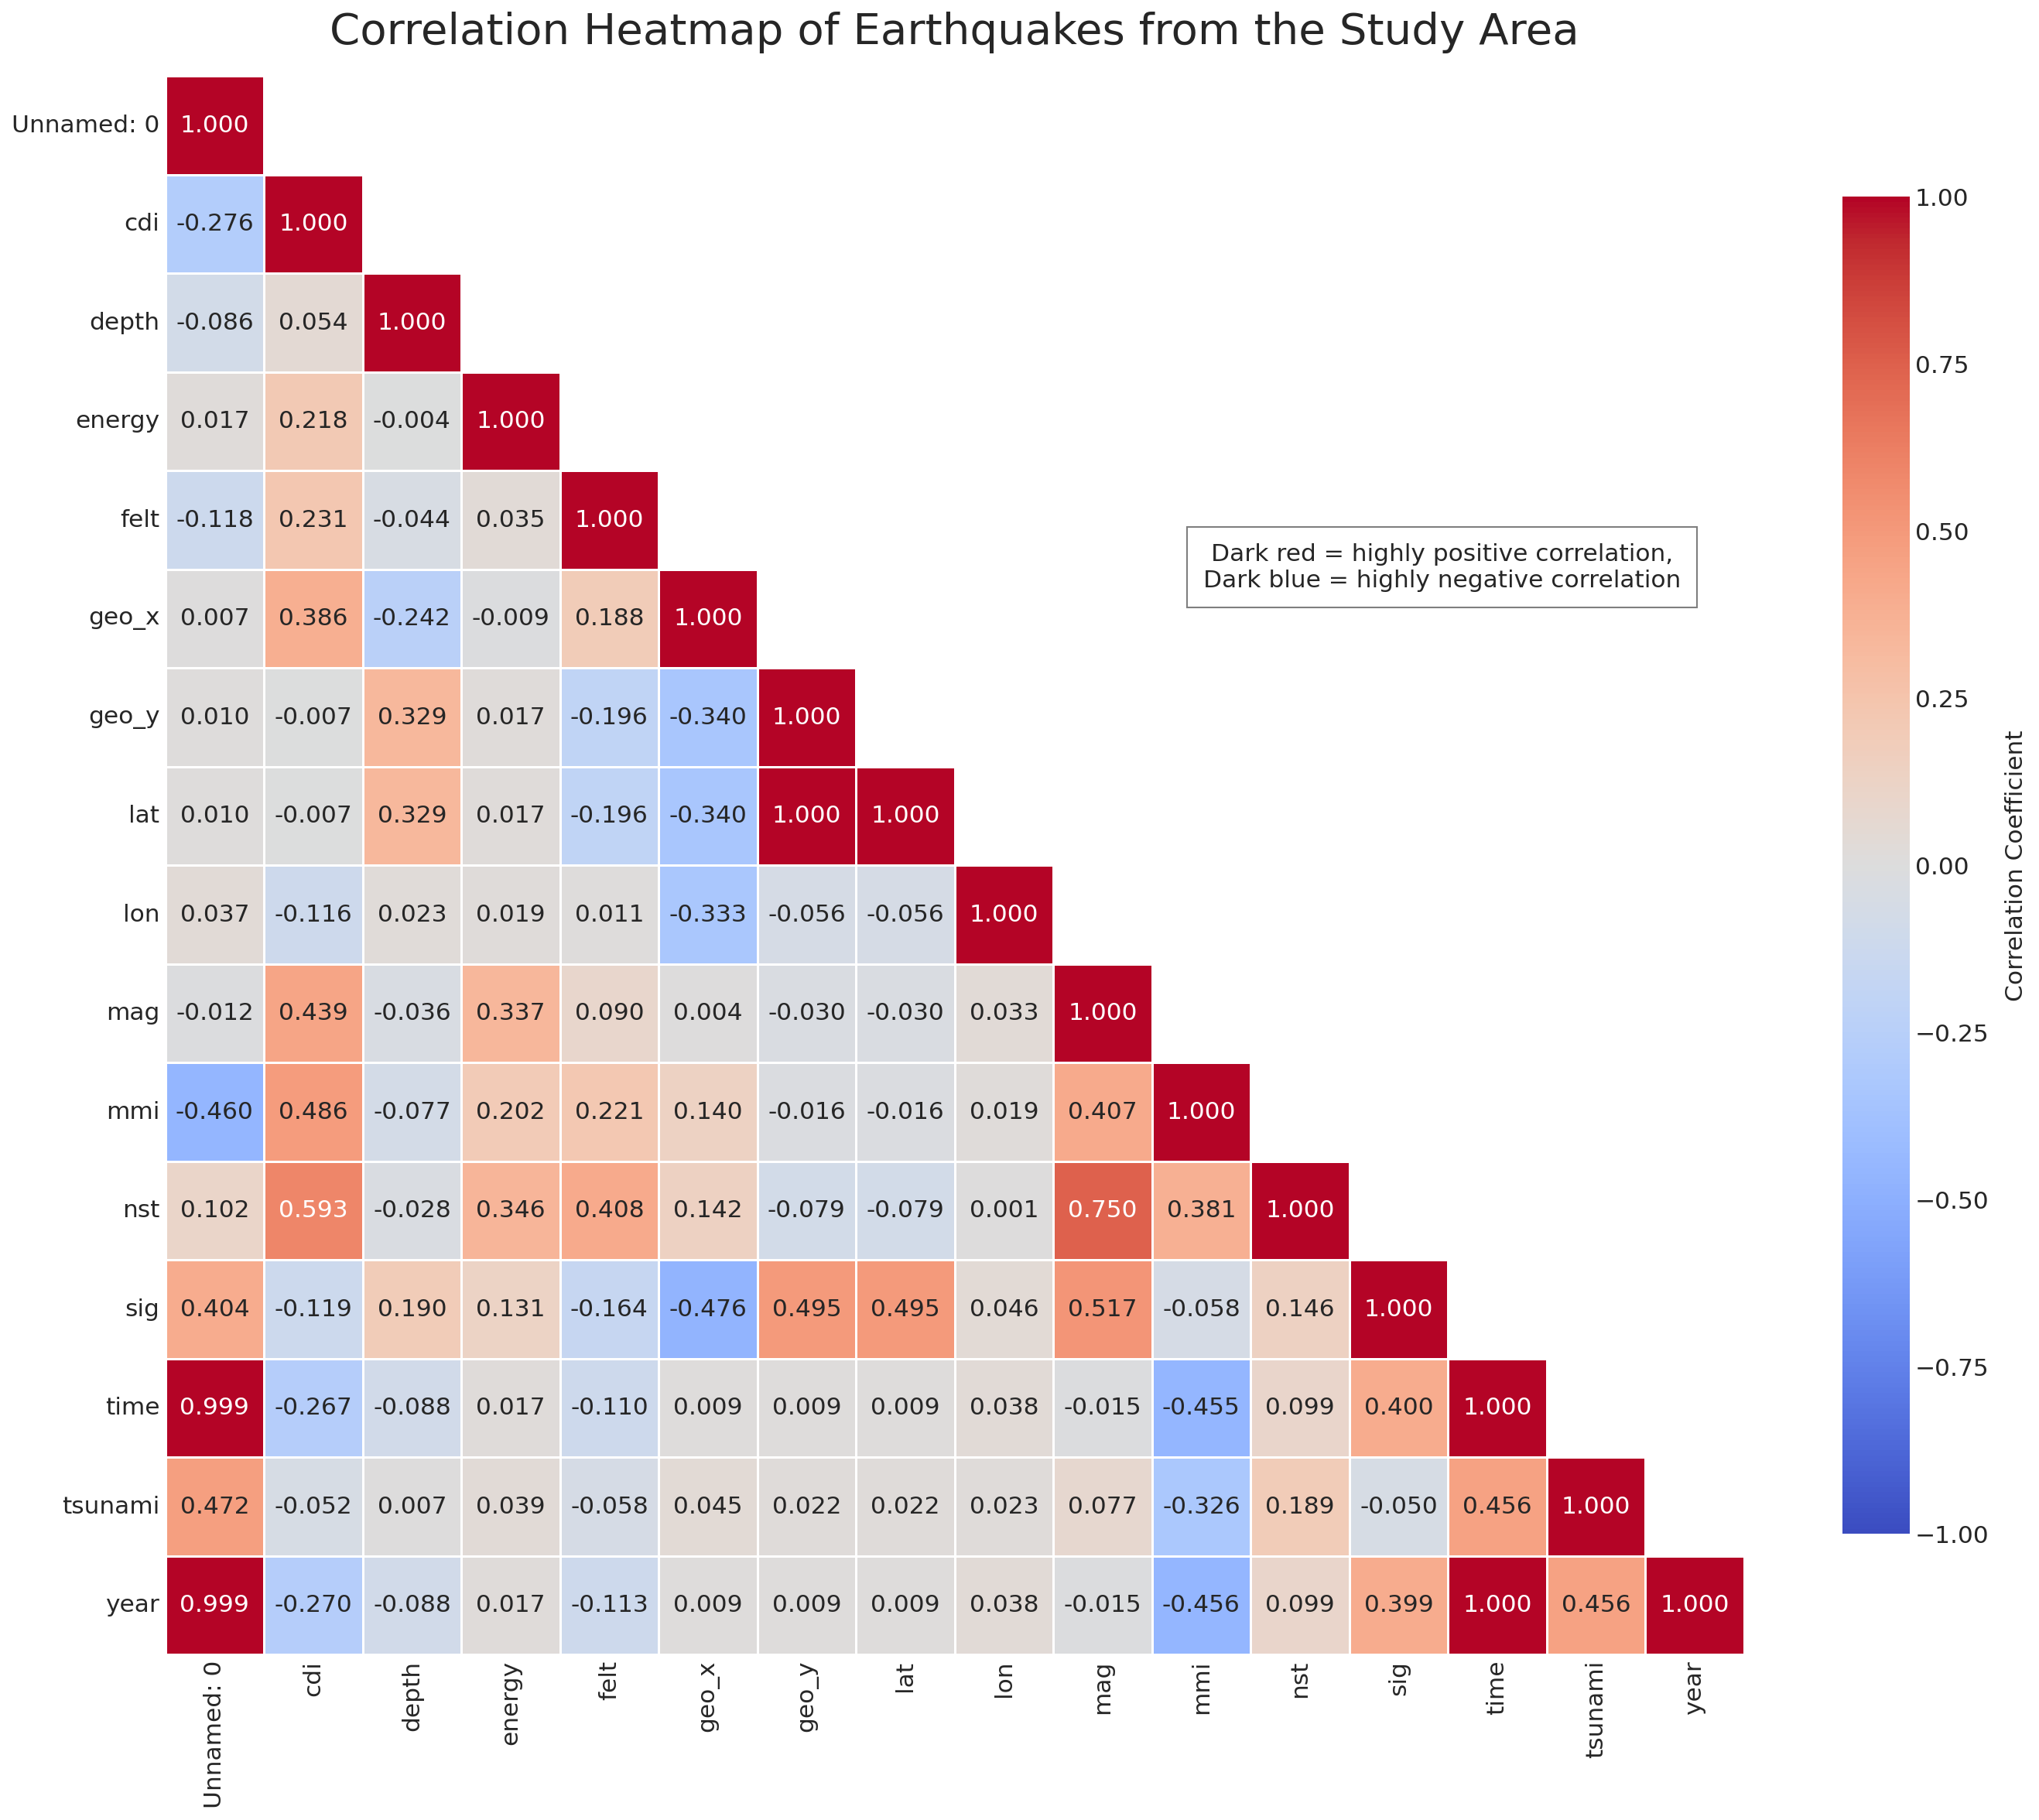 Correlation Heatmap of Earthquakes from the Study Area
Unnamed: 0 1.000
cdi -0.276 1.000
depth -0.086 0.054 1.000
energy 0.017 0.218 -0.004 1.000
felt -0.118 0.231 -0.044 0.035 1.000
geo_x 0.007 0.386 -0.242 -0.009 0.188 1.000
geo_y 0.010 -0.007 0.329 0.017 -0.196 -0.340 1.000
lat 0.010 -0.007 0.329 0.017 -0.196 -0.340 1.000 1.000
lon 0.037 -0.116 0.023 0.019 0.011 -0.333 -0.056 -0.056 1.000
mag -0.012 0.439 -0.036 0.337 0.090 0.004 -0.030 -0.030 0.033 1.000
mmi -0.460 0.486 -0.077 0.202 0.221 0.140 -0.016 -0.016 0.019 0.407 1.000
nst 0.102 0.593 -0.028 0.346 0.408 0.142 -0.079 -0.079 0.001 0.750 0.381 1.000
sig 0.404 -0.119 0.190 0.131 -0.164 -0.476 0.495 0.495 0.046 0.517 -0.058 0.146 1.000
time 0.999 -0.267 -0.088 0.017 -0.110 0.009 0.009 0.009 0.038 -0.015 -0.455 0.099 0.400 1.000
tsunami 0.472 -0.052 0.007 0.039 -0.058 0.045 0.022 0.022 0.023 0.077 -0.326 0.189 -0.050 0.456 1.000
year 0.999 -0.270 -0.088 0.017 -0.113 0.009 0.009 0.009 0.038 -0.015 -0.456 0.099 0.399 1.000 0.456 1.000
Unnamed: 0 cdi depth energy felt geo_x geo_y lat lon mag mmi nst sig time tsunami year
Dark red = highly positive correlation,
Dark blue = highly negative correlation
1.00
0.75
0.50
0.25
0.00
−0.25
−0.50
−0.75
−1.00
Correlation Coefficient